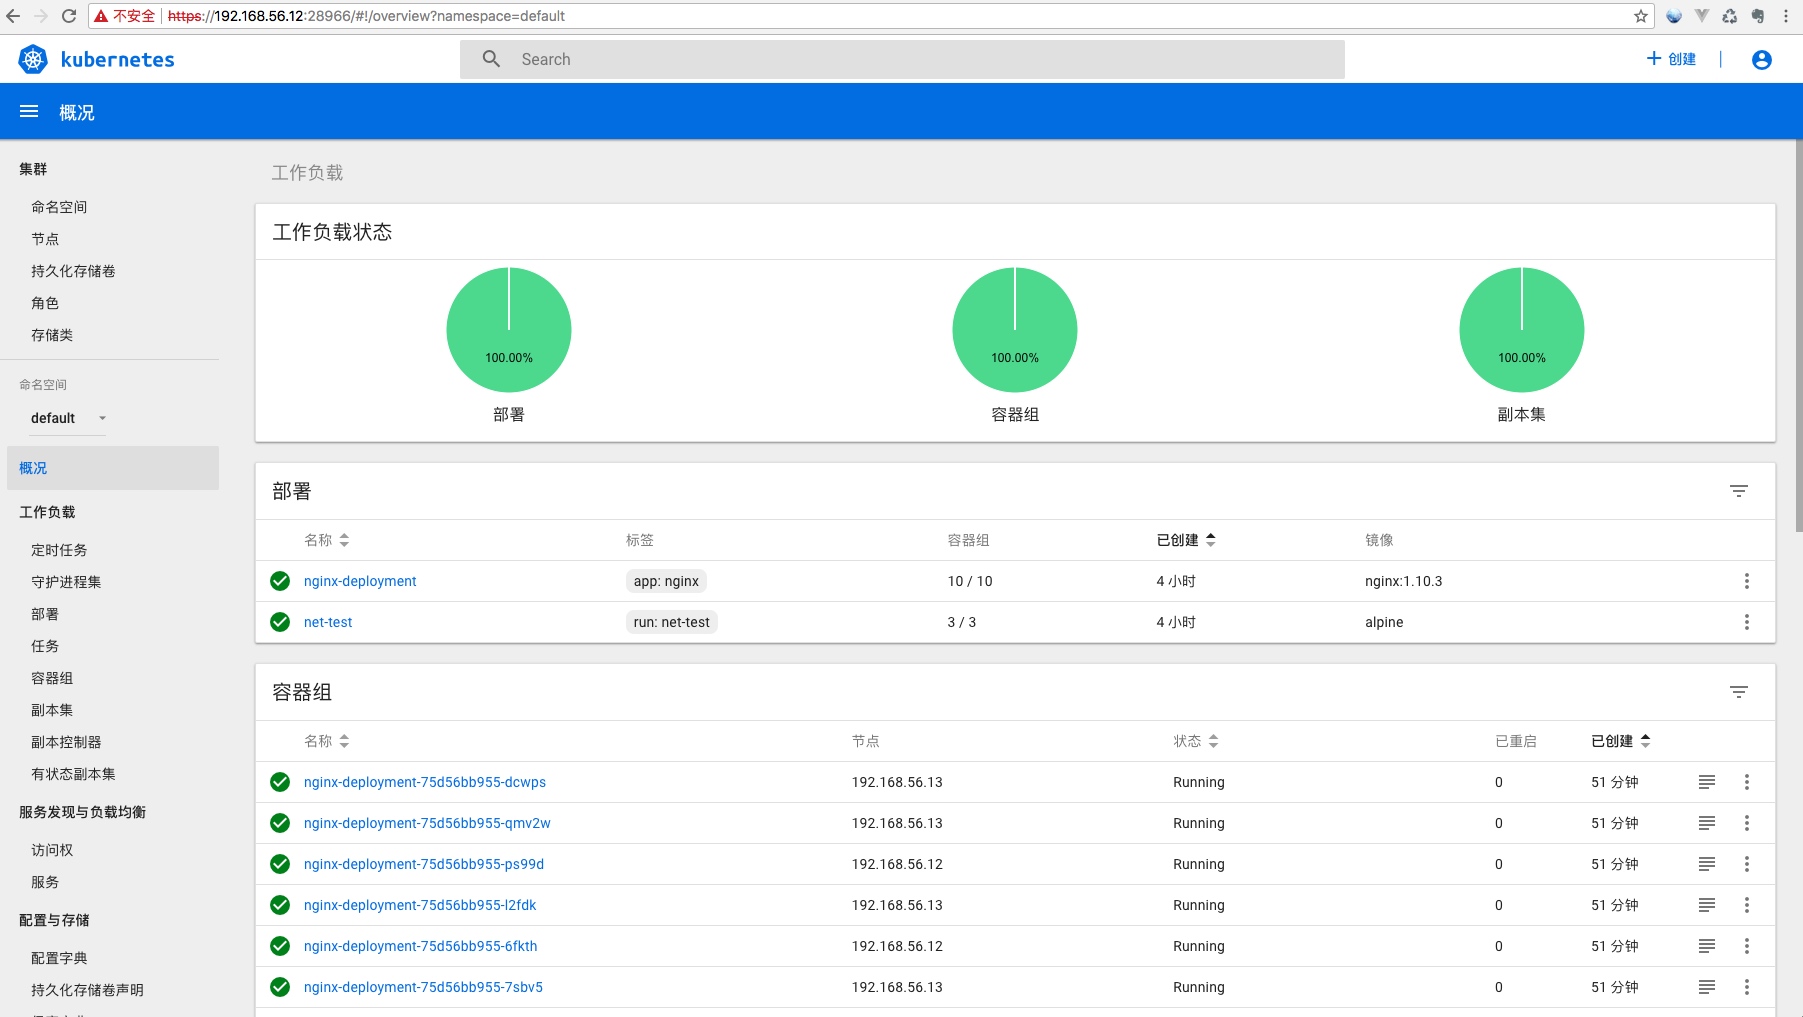 不安全 https://192.168.56.12:28966/#!/overview?namespace=default
kubernetes
Search
创建
概况
集群
命名空间
节点
持久化存储卷
角色
存储类
命名空间
default
概况
工作负载
定时任务
守护进程集
部署
任务
容器组
副本集
副本控制器
有状态副本集
服务发现与负载均衡
访问权
服务
配置与存储
配置字典
持久化存储卷声明
工作负载
工作负载状态
100.00% 100.00% 100.00%
部署 容器组 副本集
部署
名称 标签 容器组 已创建 镜像
nginx-deployment app: nginx 10 / 10 4 小时 nginx:1.10.3
net-test run: net-test 3 / 3 4 小时 alpine
容器组
名称 节点 状态 已重启 已创建
nginx-deployment-75d56bb955-dcwps 192.168.56.13 Running 0 51 分钟
nginx-deployment-75d56bb955-qmv2w 192.168.56.13 Running 0 51 分钟
nginx-deployment-75d56bb955-ps99d 192.168.56.12 Running 0 51 分钟
nginx-deployment-75d56bb955-l2fdk 192.168.56.13 Running 0 51 分钟
nginx-deployment-75d56bb955-6fkth 192.168.56.12 Running 0 51 分钟
nginx-deployment-75d56bb955-7sbv5 192.168.56.13 Running 0 51 分钟